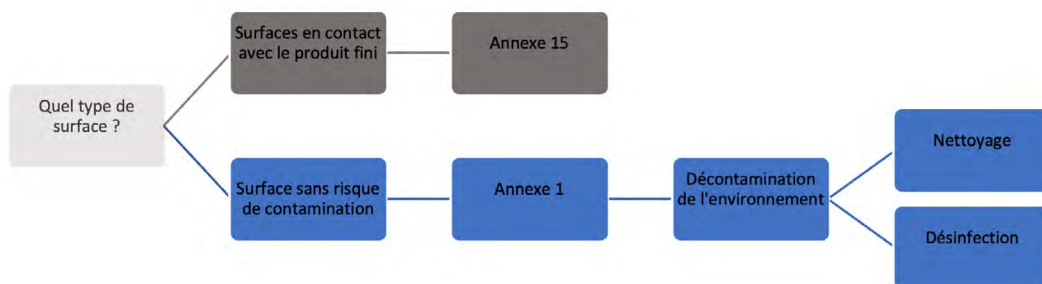 Quel type de
surface ?
Surfaces en contact
avec le produit fini
Annexe 15
Surface sans risque
de contamination
Annexe 1
Décontamination
de l'environnement
Nettoyage
Désinfection